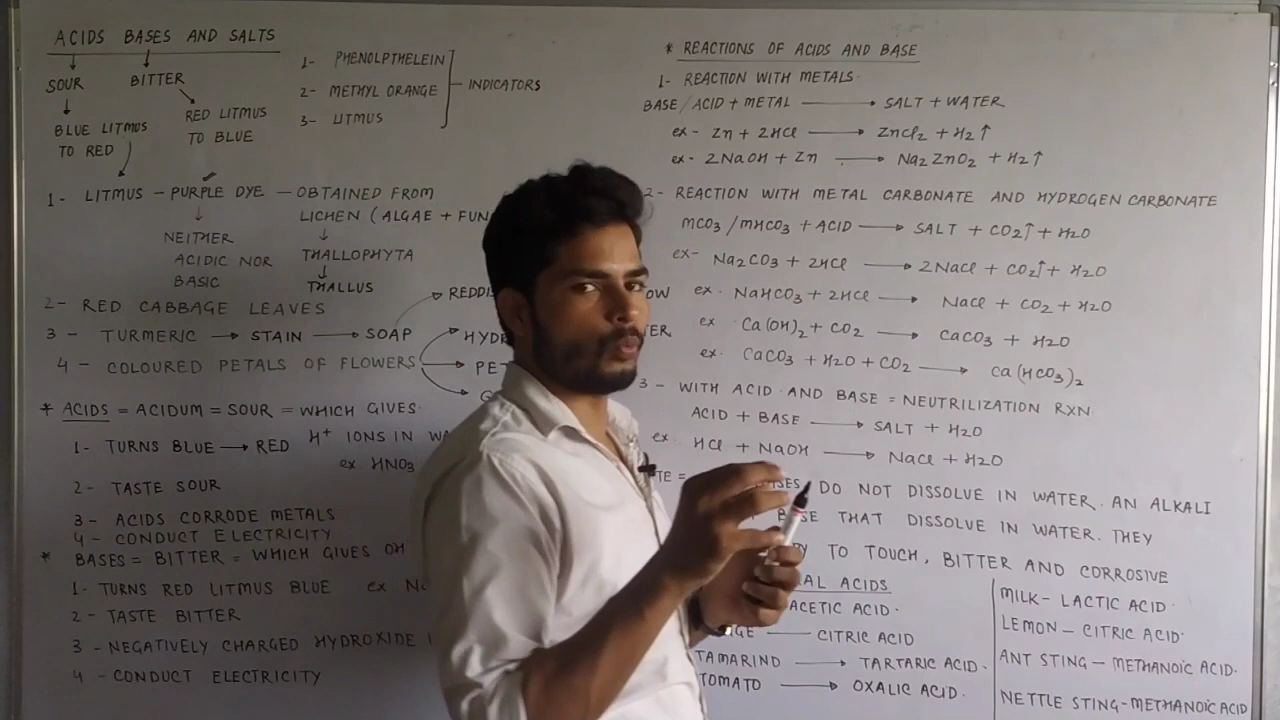 ACIDS BASES AND SALTS
SOUR
BITTER
BLUE LITMUS
TO RED
RED LITMUS
TO BLUE
1- PHENOLPTHELEIN
2- METHYL ORANGE
3- LITMUS
INDICATORS
1- LITMUS - PURPLE DYE - OBTAINED FROM
LICHEN (ALGAE + FUN
NEITHER
ACIDIC NOR
BASIC
THALLOPHYTA
THALLUS
2- RED CABBAGE LEAVES
3 - TURMERIC → STAIN → SOAP
4 - COLOURED PETALS OF FLOWERS
* ACIDS = ACIDUM = SOUR = WHICH GIVES
H+ IONS IN WA
1- TURNS BLUE → RED
ex HNO3
2- TASTE SOUR
3 - ACIDS CORRODE METALS
4 - CONDUCT ELECTRICITY
* BASES = BITTER = WHICH GIVES OH
1- TURNS RED LITMUS BLUE ex
2 - TASTE BITTER
3 - NEGATIVELY CHARGED HYDROXIDE
4 - CONDUCT ELECTRICITY
* REACTIONS OF ACIDS AND BASE
1- REACTION WITH METALS
BASE/ACID + METAL → SALT + WATER
ex- Zn + 2HCl → ZnCl2 + H2↑
ex- 2NaOH + Zn → Na2ZnO2 + H2↑
2- REACTION WITH METAL CARBONATE AND HYDROGEN CARBONATE
MCO3/MHCO3 + ACID → SALT + CO2↑ + H2O
ex- Na2CO3 + 2HCl → 2NaCl + CO2↑ + H2O
ex. NaHCO3 + 2HCl → NaCl + CO2 + H2O
ex Ca(OH)2 + CO2 → CaCO3 + H2O
ex. CaCO3 + H2O + CO2 → Ca(HCO3)2
3 - WITH ACID AND BASE = NEUTRILIZATION RXN.
ACID + BASE → SALT + H2O
ex. HCl + NaOH → NaCl + H2O
DO NOT DISSOLVE IN WATER. AN ALKALI
THAT DISSOLVE IN WATER. THEY
TO TOUCH, BITTER AND CORROSIVE
ACIDS
ACETIC ACID.
CITRIC ACID
TAMARIND → TARTARIC ACID.
TOMATO → OXALIC ACID.
MILK- LACTIC ACID
LEMON- CITRIC ACID.
ANT STING- METHANOIC ACID.
NETTLE STING-METHANOIC ACID